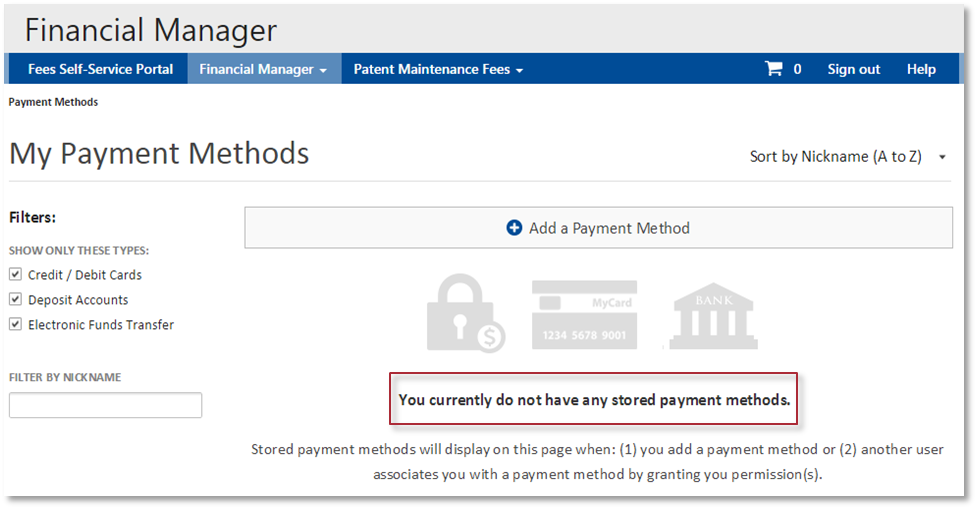 Financial Manager
Fees Self-Service Portal Financial Manager Patent Maintenance Fees 0 Sign out Help
Payment Methods
My Payment Methods
Sort by Nickname (A to Z)
Filters:
SHOW ONLY THESE TYPES:
Credit / Debit Cards
Deposit Accounts
Electronic Funds Transfer
FILTER BY NICKNAME
Add a Payment Method
$
MyCard
1234 5678 9001
BANK
You currently do not have any stored payment methods.
Stored payment methods will display on this page when: (1) you add a payment method or (2) another user
associates you with a payment method by granting you permission(s).